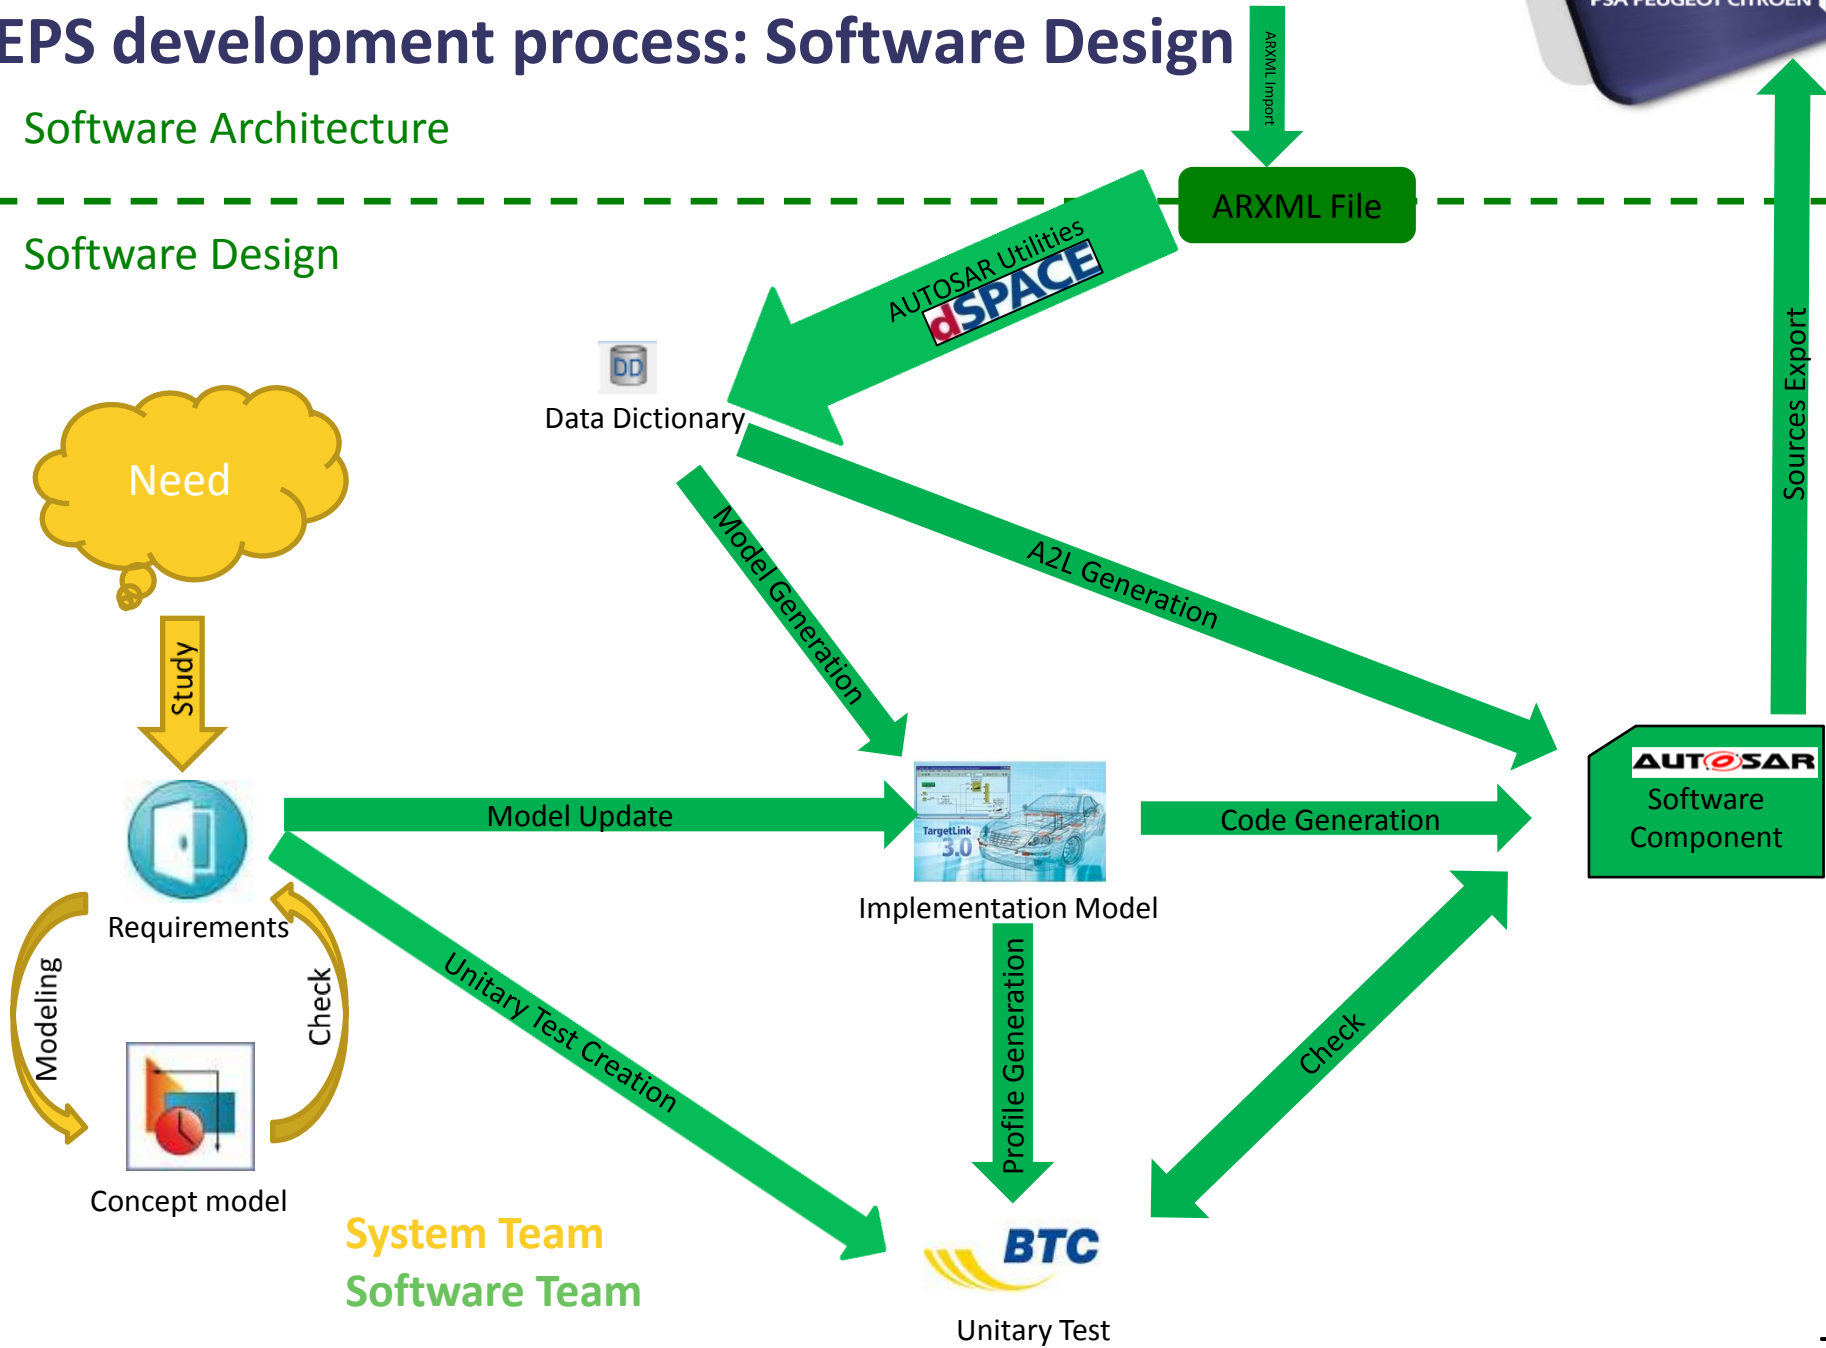 EPS development process: Software Design
PSA PEUGEOT CITROËN
ARXML Import
Software Architecture
ARXML File
Software Design
AUTOSAR Utilities
dSPACE
DD
Data Dictionary
Sources Export
Need
Model Generation
A2L Generation
Study
AUTOSAR
Software
Component
Model Update
TargetLink
3.0
Code Generation
Implementation Model
Requirements
Modeling
Check
Unitary Test Creation
Profile Generation
Check
Concept model
System Team
Software Team
BTC
Unitary Test